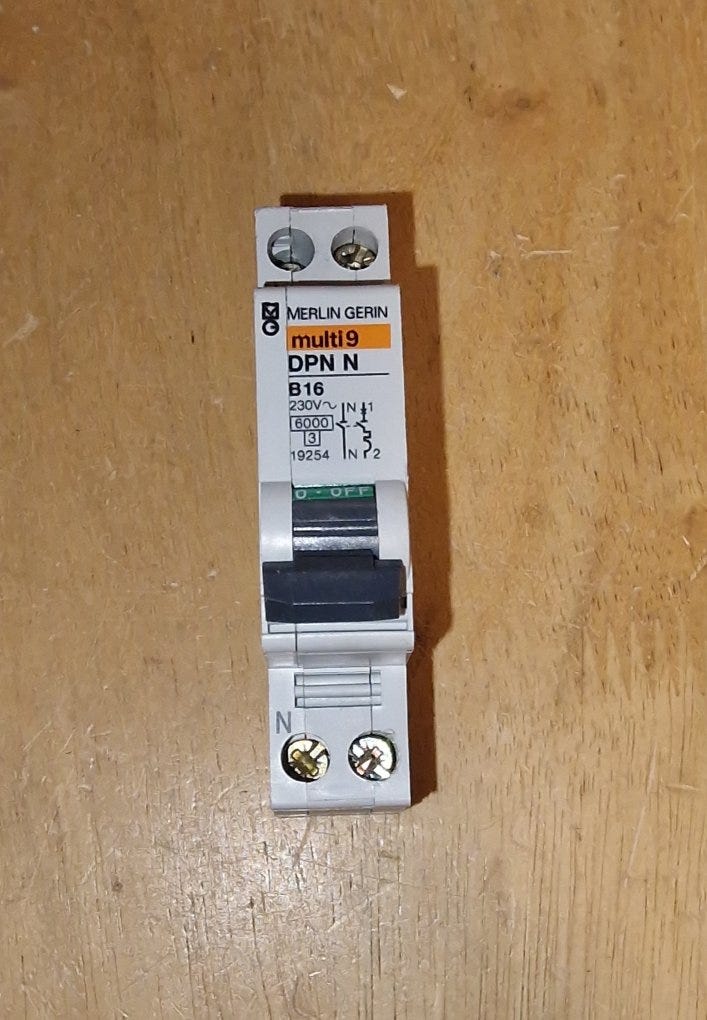 MERLIN GERIN
multi9
DPN N
B16
230V~
N 1
6000
3
19254
N 2
O - OFF
N